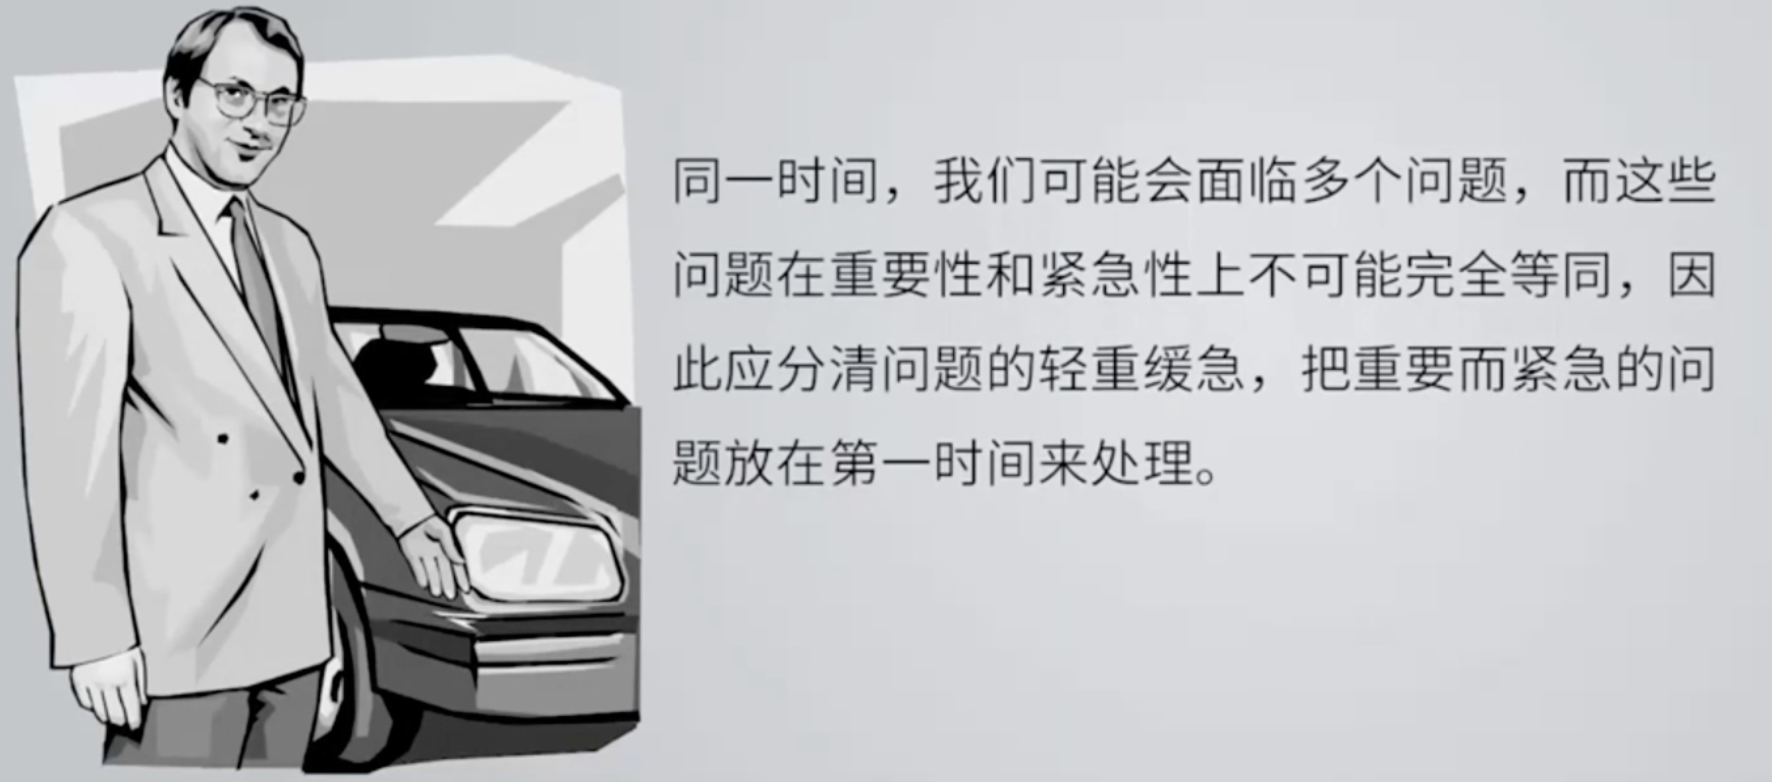 同一时间，我们可能会面临多个问题，而这些
问题在重要性和紧急性上不可能完全等同，因
此应分清问题的轻重缓急，把重要而紧急的问
题放在第一时间来处理。